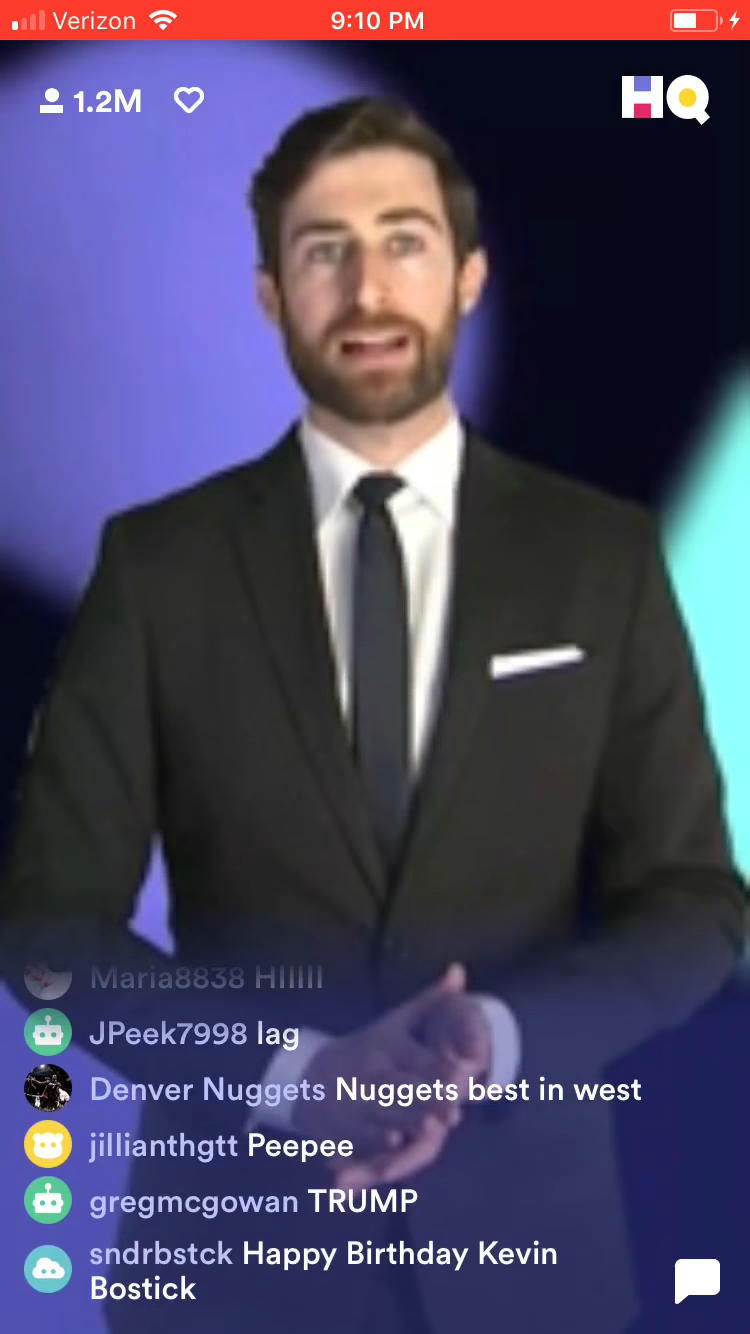 Verizon 9:10 PM
1.2M HQ
Maria8838 HIIIII
JPeek7998 lag
Denver Nuggets Nuggets best in west
jillianthgtt Peepee
gregmcgowan TRUMP
sndrbstck Happy Birthday Kevin
Bostick